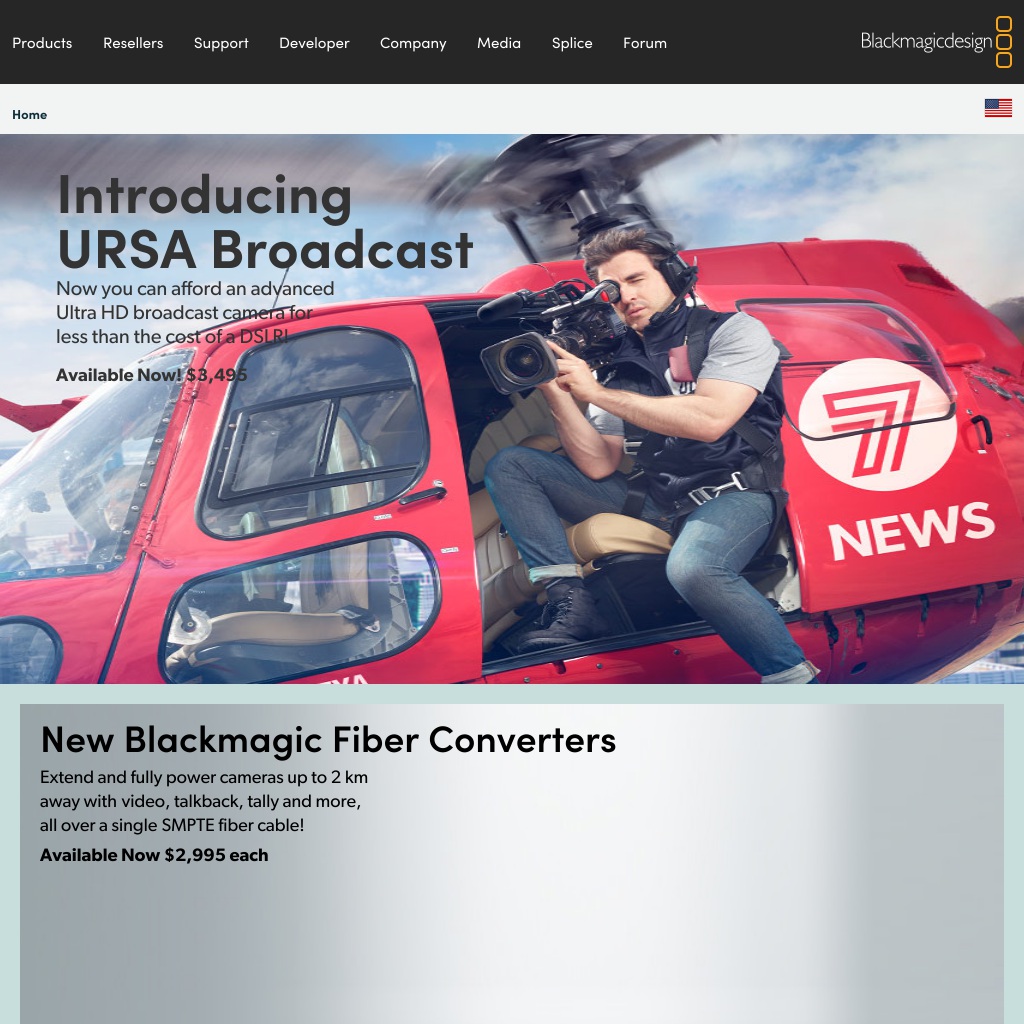 Products Resellers Support Developer Company Media Splice Forum
Blackmagicdesign
Home
Introducing
URSA Broadcast
Now you can afford an advanced
Ultra HD broadcast camera for
less than the cost of a DSLR!
Available Now! $3,495
7
NEWS
New Blackmagic Fiber Converters
Extend and fully power cameras up to 2 km
away with video, talkback, tally and more,
all over a single SMPTE fiber cable!
Available Now $2,995 each